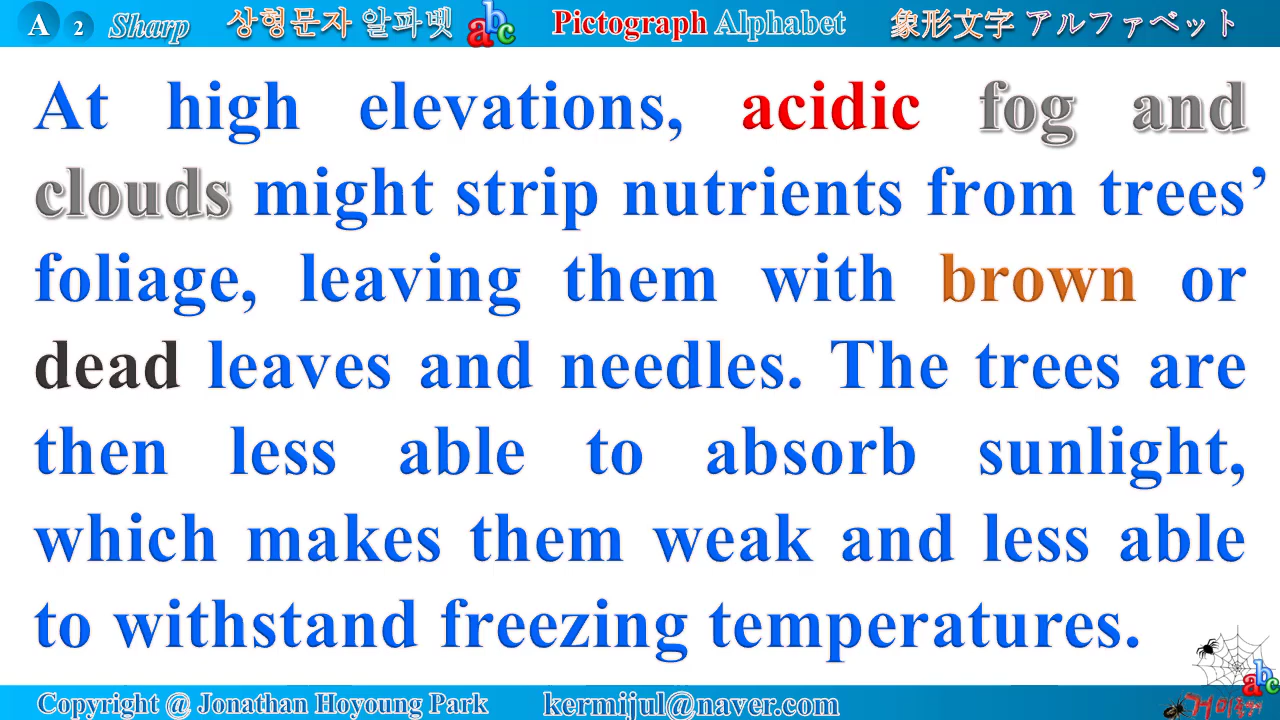 A 2 Sharp 상형문자 알파벳 abc Pictograph Alphabet 象形文字 アルファベット
At high elevations, acidic fog and
clouds might strip nutrients from trees’
foliage, leaving them with brown or
dead leaves and needles. The trees are
then less able to absorb sunlight,
which makes them weak and less able
to withstand freezing temperatures.
abc
Copyright @ Jonathan Hoyoung Park kermijul@naver.com